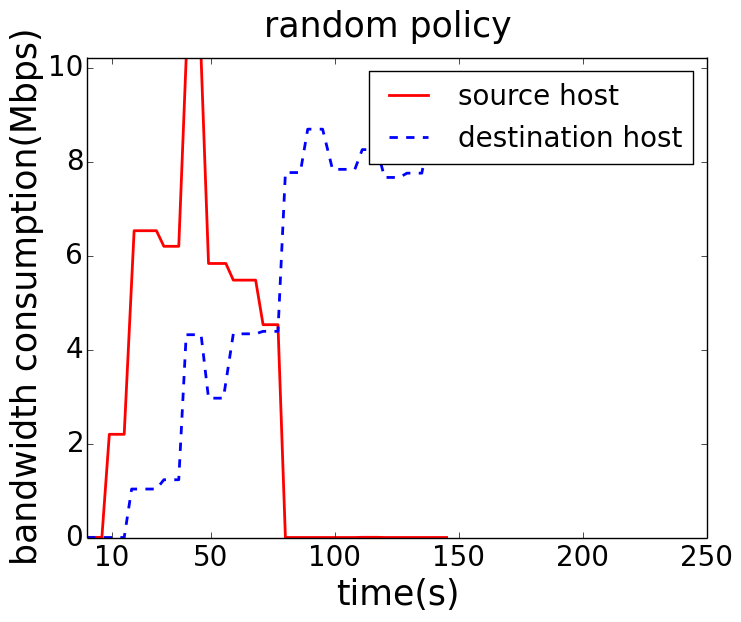 random policy
bandwidth consumption(Mbps)
10
8
6
4
2
0
source host
destination host
10 50 100 150 200 250
time(s)